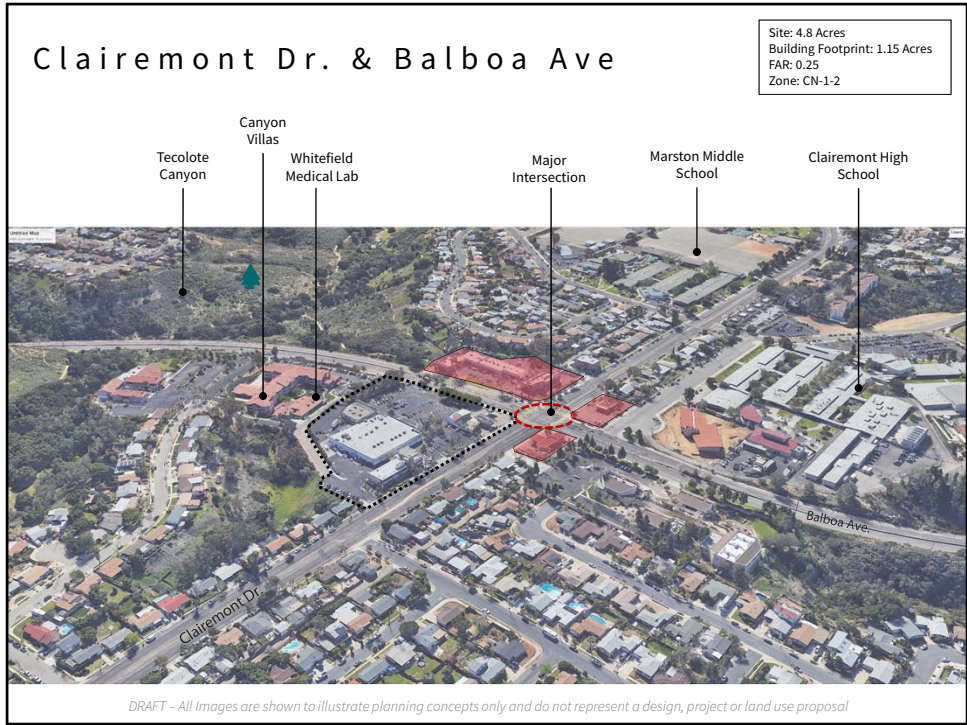 Clairemont Dr. & Balboa Ave
Site: 4.8 Acres
Building Footprint: 1.15 Acres
FAR: 0.25
Zone: CN-1-2
Tecolote
Canyon
Canyon
Villas
Whitefield
Medical Lab
Major
Intersection
Marston Middle
School
Clairemont High
School
Untitled Map
Balboa Ave.
Clairemont Dr.
DRAFT – All Images are shown to illustrate planning concepts only and do not represent a design, project or land use proposal